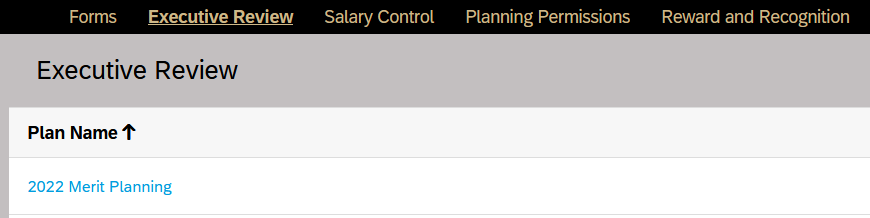 Forms Executive Review Salary Control Planning Permissions Reward and Recognition
Executive Review
Plan Name ↑
2022 Merit Planning